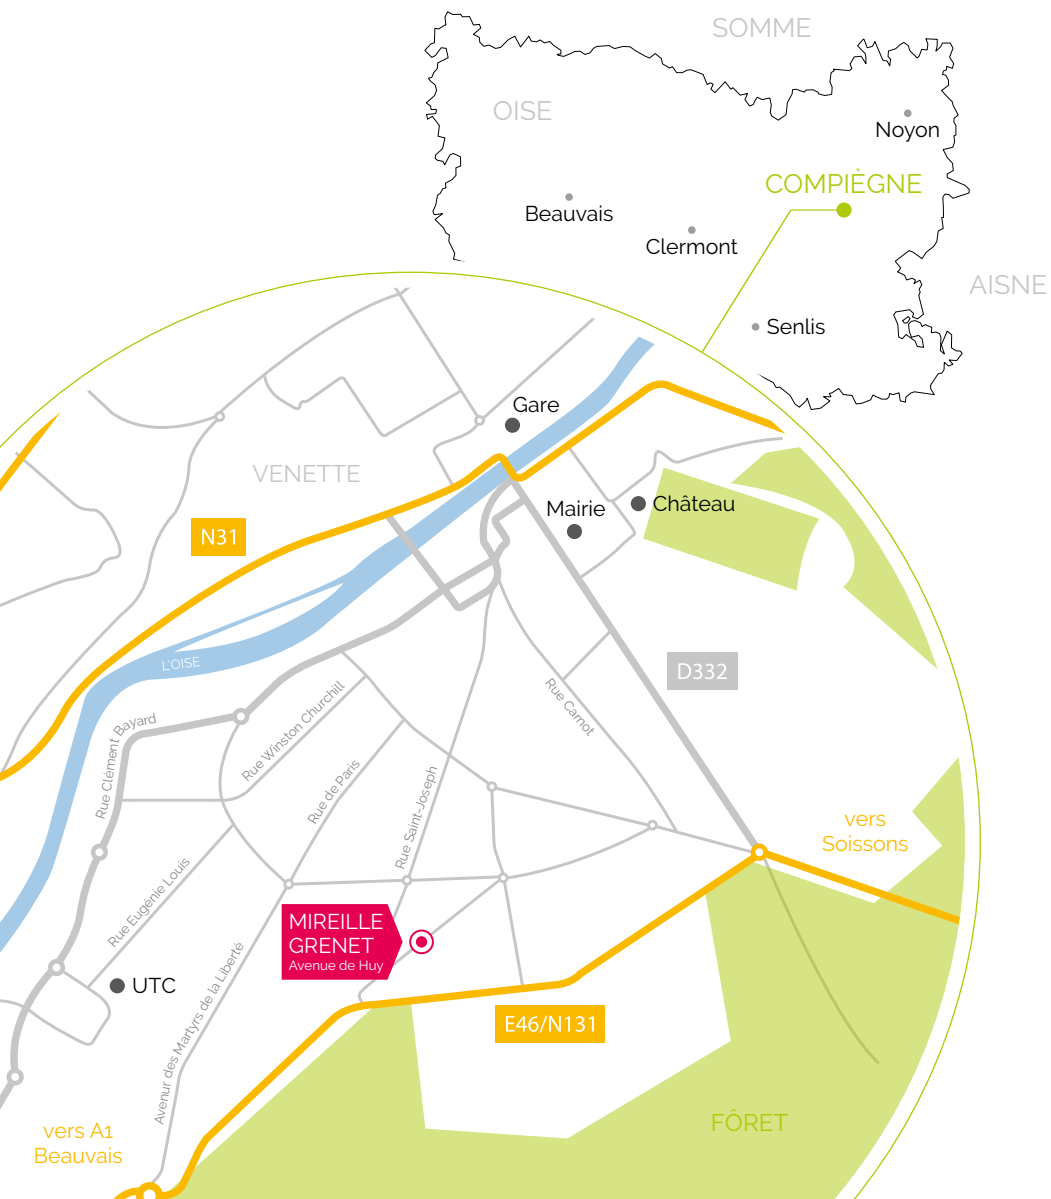 SOMME
OISE
Noyon
COMPIÈGNE
Beauvais
Clermont
AISNE
Senlis
Gare
VENETTE
Mairie
Château
N31
L'OISE
D332
Rue Clément Bayard
Rue Winston Churchill
Rue Carnot
Rue de Paris
Rue Saint-Joseph
vers
Soissons
Rue Eugénie Louis
MIREILLE
GRENET
Avenue de Huy
UTC
Avenur des Martyrs de la Liberté
E46/N131
FÔRET
vers A1
Beauvais